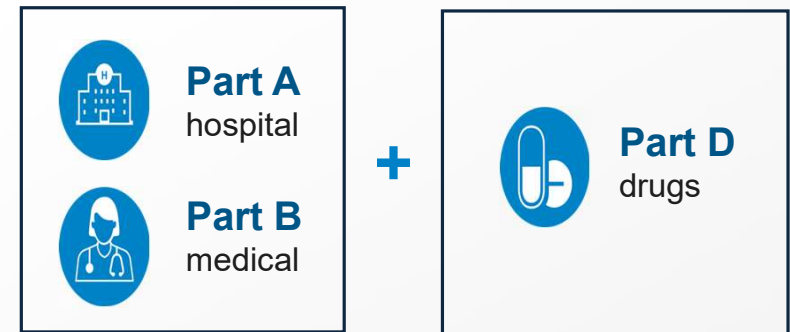 H
Part A
hospital
Part B
medical
+
Part D
drugs